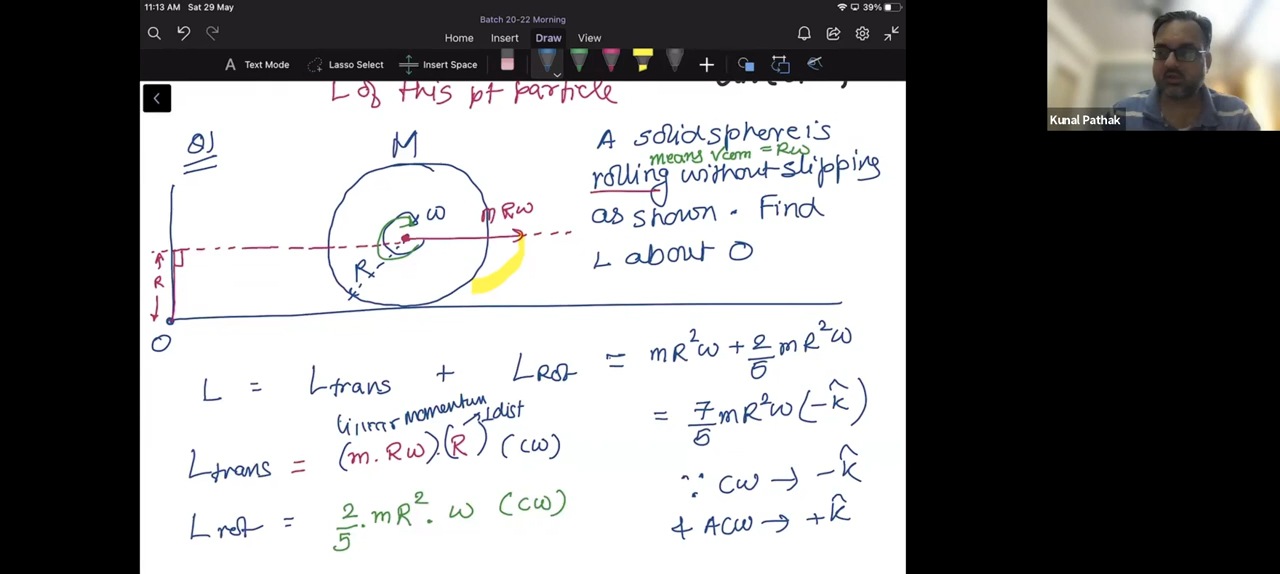 11:13 AM Sat 29 May
39%
Batch 20-22 Morning
Home Insert Draw View
Text Mode Lasso Select Insert Space
L of this pt particle
Kunal Pathak
Q)
M
A solid sphere is
means Vcom = Rω
rolling without slipping
as shown. Find
L about O
ω
mRω
R
R
O
L = Ltrans + LRot = mR²ω + 2/5 mR²ω
linear momentum ⊥dist
= 7/5 mR²ω (-k̂)
Ltrans = (m.Rω).(R) (cω)
∵ cω → -k̂
Lrot = 2/5 . mR² . ω (cω)
& Acω → +k̂